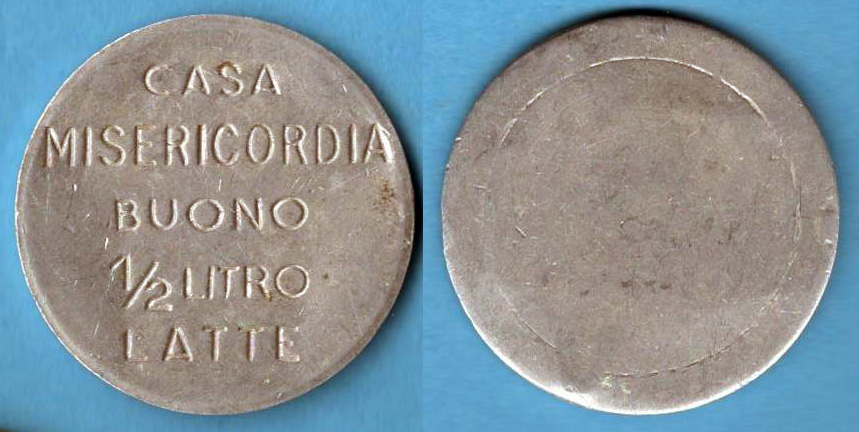 CASA
MISERICORDIA
BUONO
1/2 LITRO
LATTE